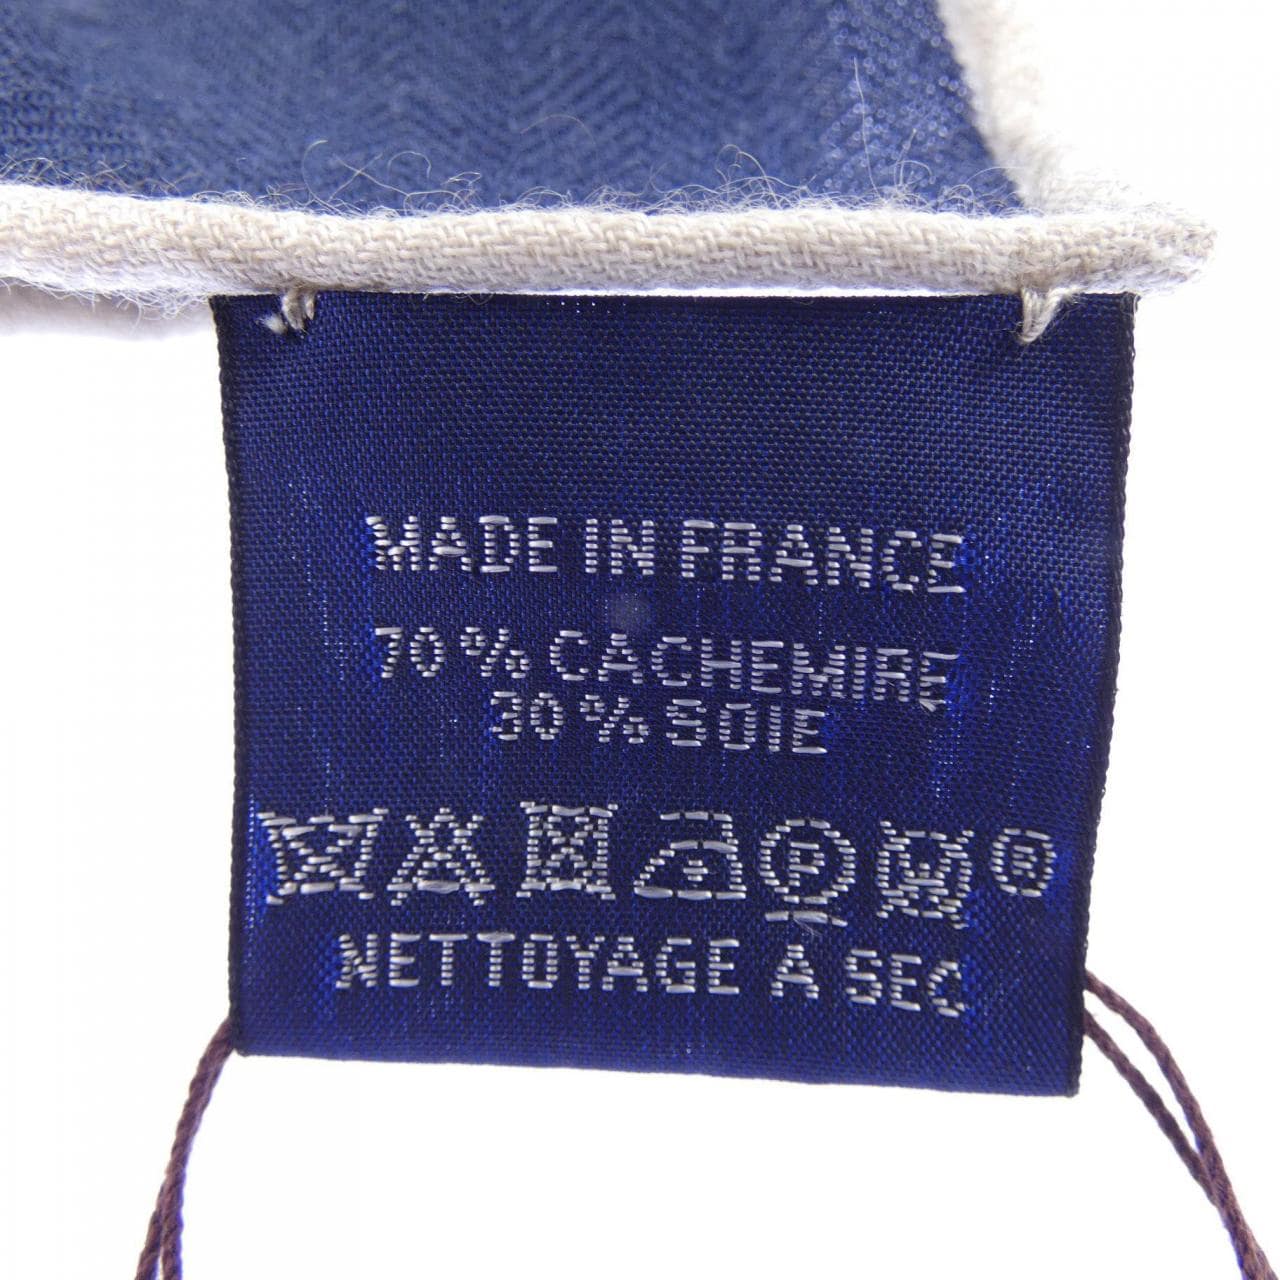 MADE IN FRANCE
70% CACHEMIRE
30% SOIE
P W ®
NETTOYAGE A SEC